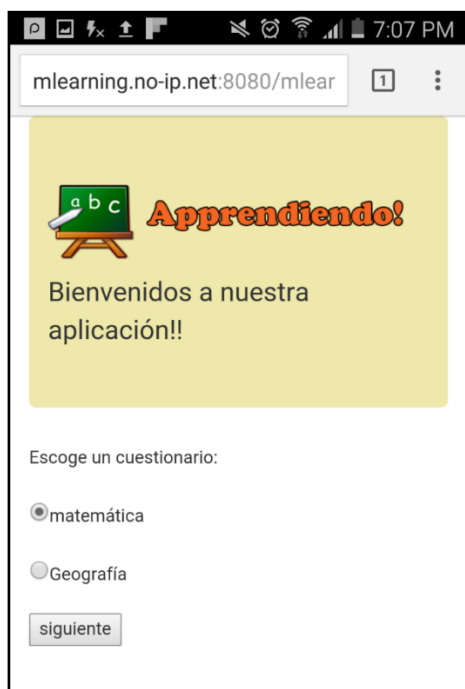 7:07 PM
mlearning.no-ip.net:8080/mlear
1
a b c
Apprendiendo!
Bienvenidos a nuestra
aplicación!!
Escoge un cuestionario:
matemática
Geografía
siguiente